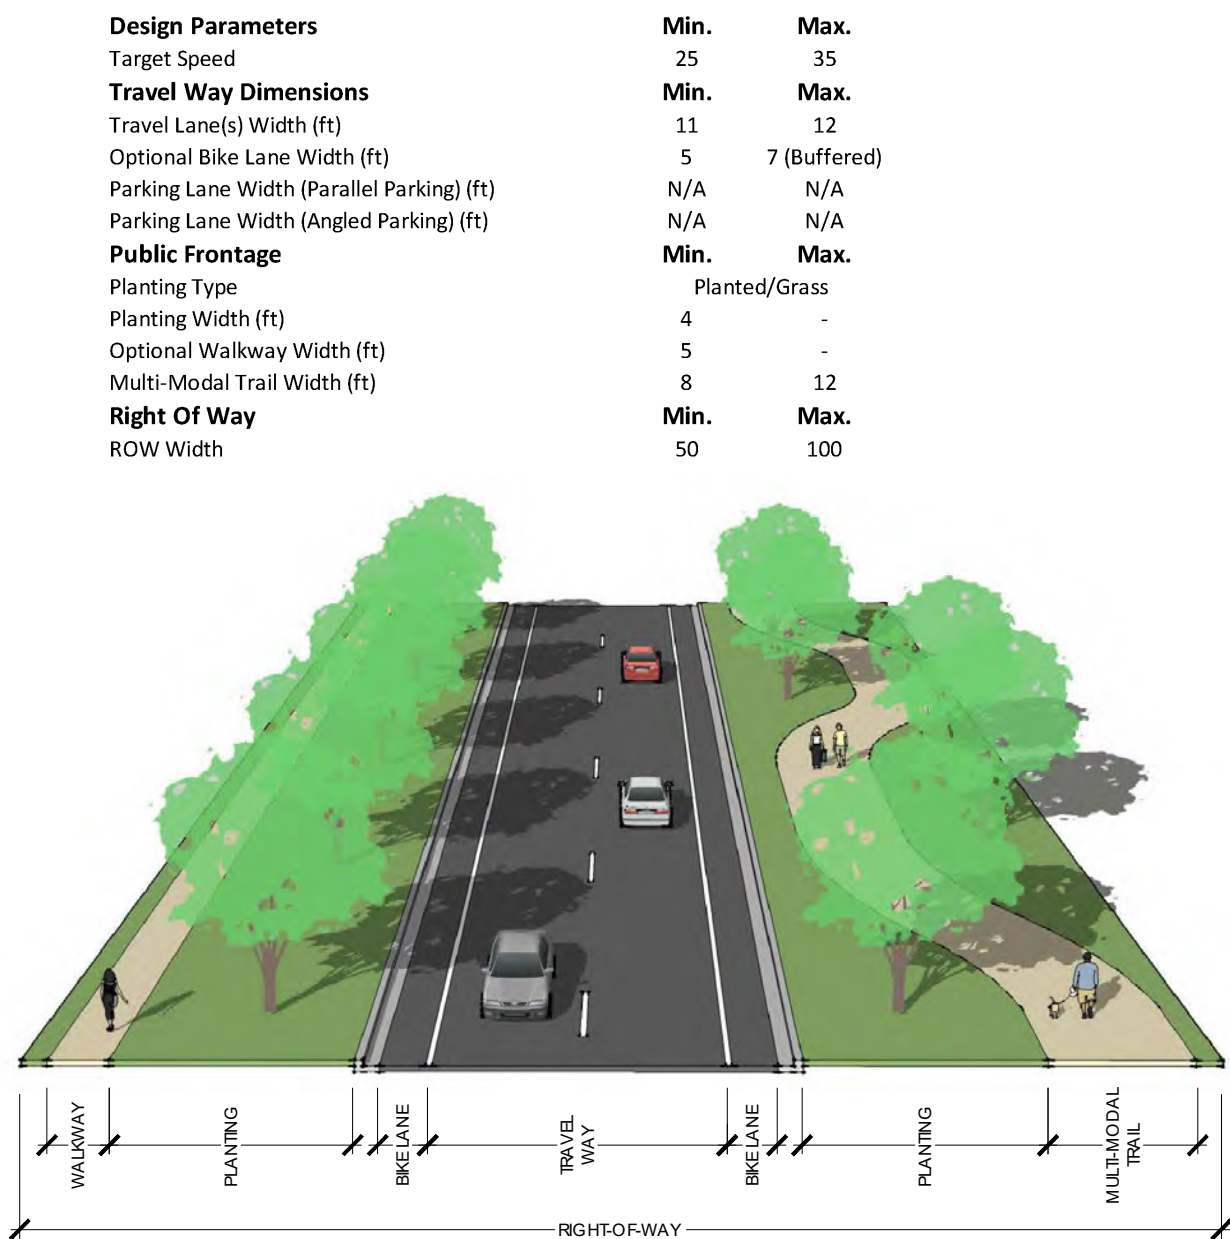 Design Parameters Min. Max.
Target Speed 25 35
Travel Way Dimensions Min. Max.
Travel Lane(s) Width (ft) 11 12
Optional Bike Lane Width (ft) 5 7 (Buffered)
Parking Lane Width (Parallel Parking) (ft) N/A N/A
Parking Lane Width (Angled Parking) (ft) N/A N/A
Public Frontage Min. Max.
Planting Type Planted/Grass
Planting Width (ft) 4 -
Optional Walkway Width (ft) 5 -
Multi-Modal Trail Width (ft) 8 12
Right Of Way Min. Max.
ROW Width 50 100
WALKWAY
PLANTING
BIKE LANE
TRAVEL
WAY
BIKE LANE
PLANTING
MULTI-MODAL
TRAIL
RIGHT-OF-WAY